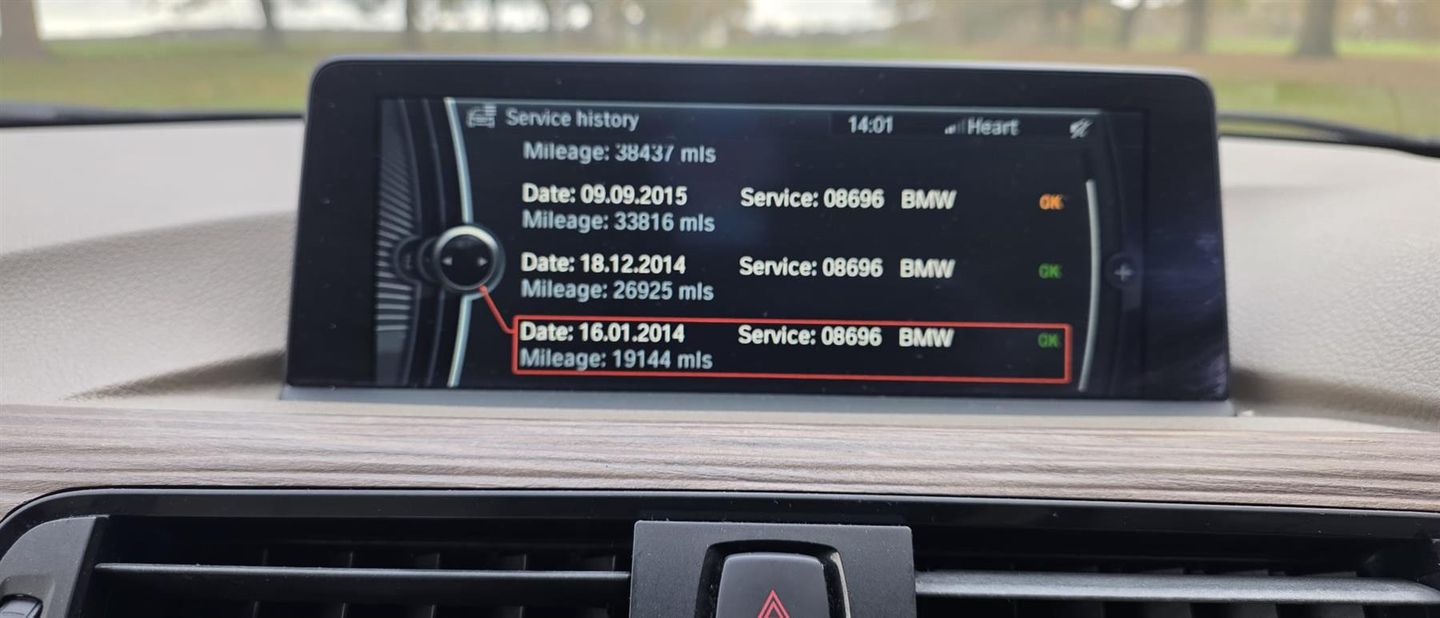 Service history 14:01 Heart
Mileage: 38437 mls
Date: 09.09.2015 Service: 08696 BMW OK
Mileage: 33816 mls
Date: 18.12.2014 Service: 08696 BMW OK
Mileage: 26925 mls
Date: 16.01.2014 Service: 08696 BMW OK
Mileage: 19144 mls